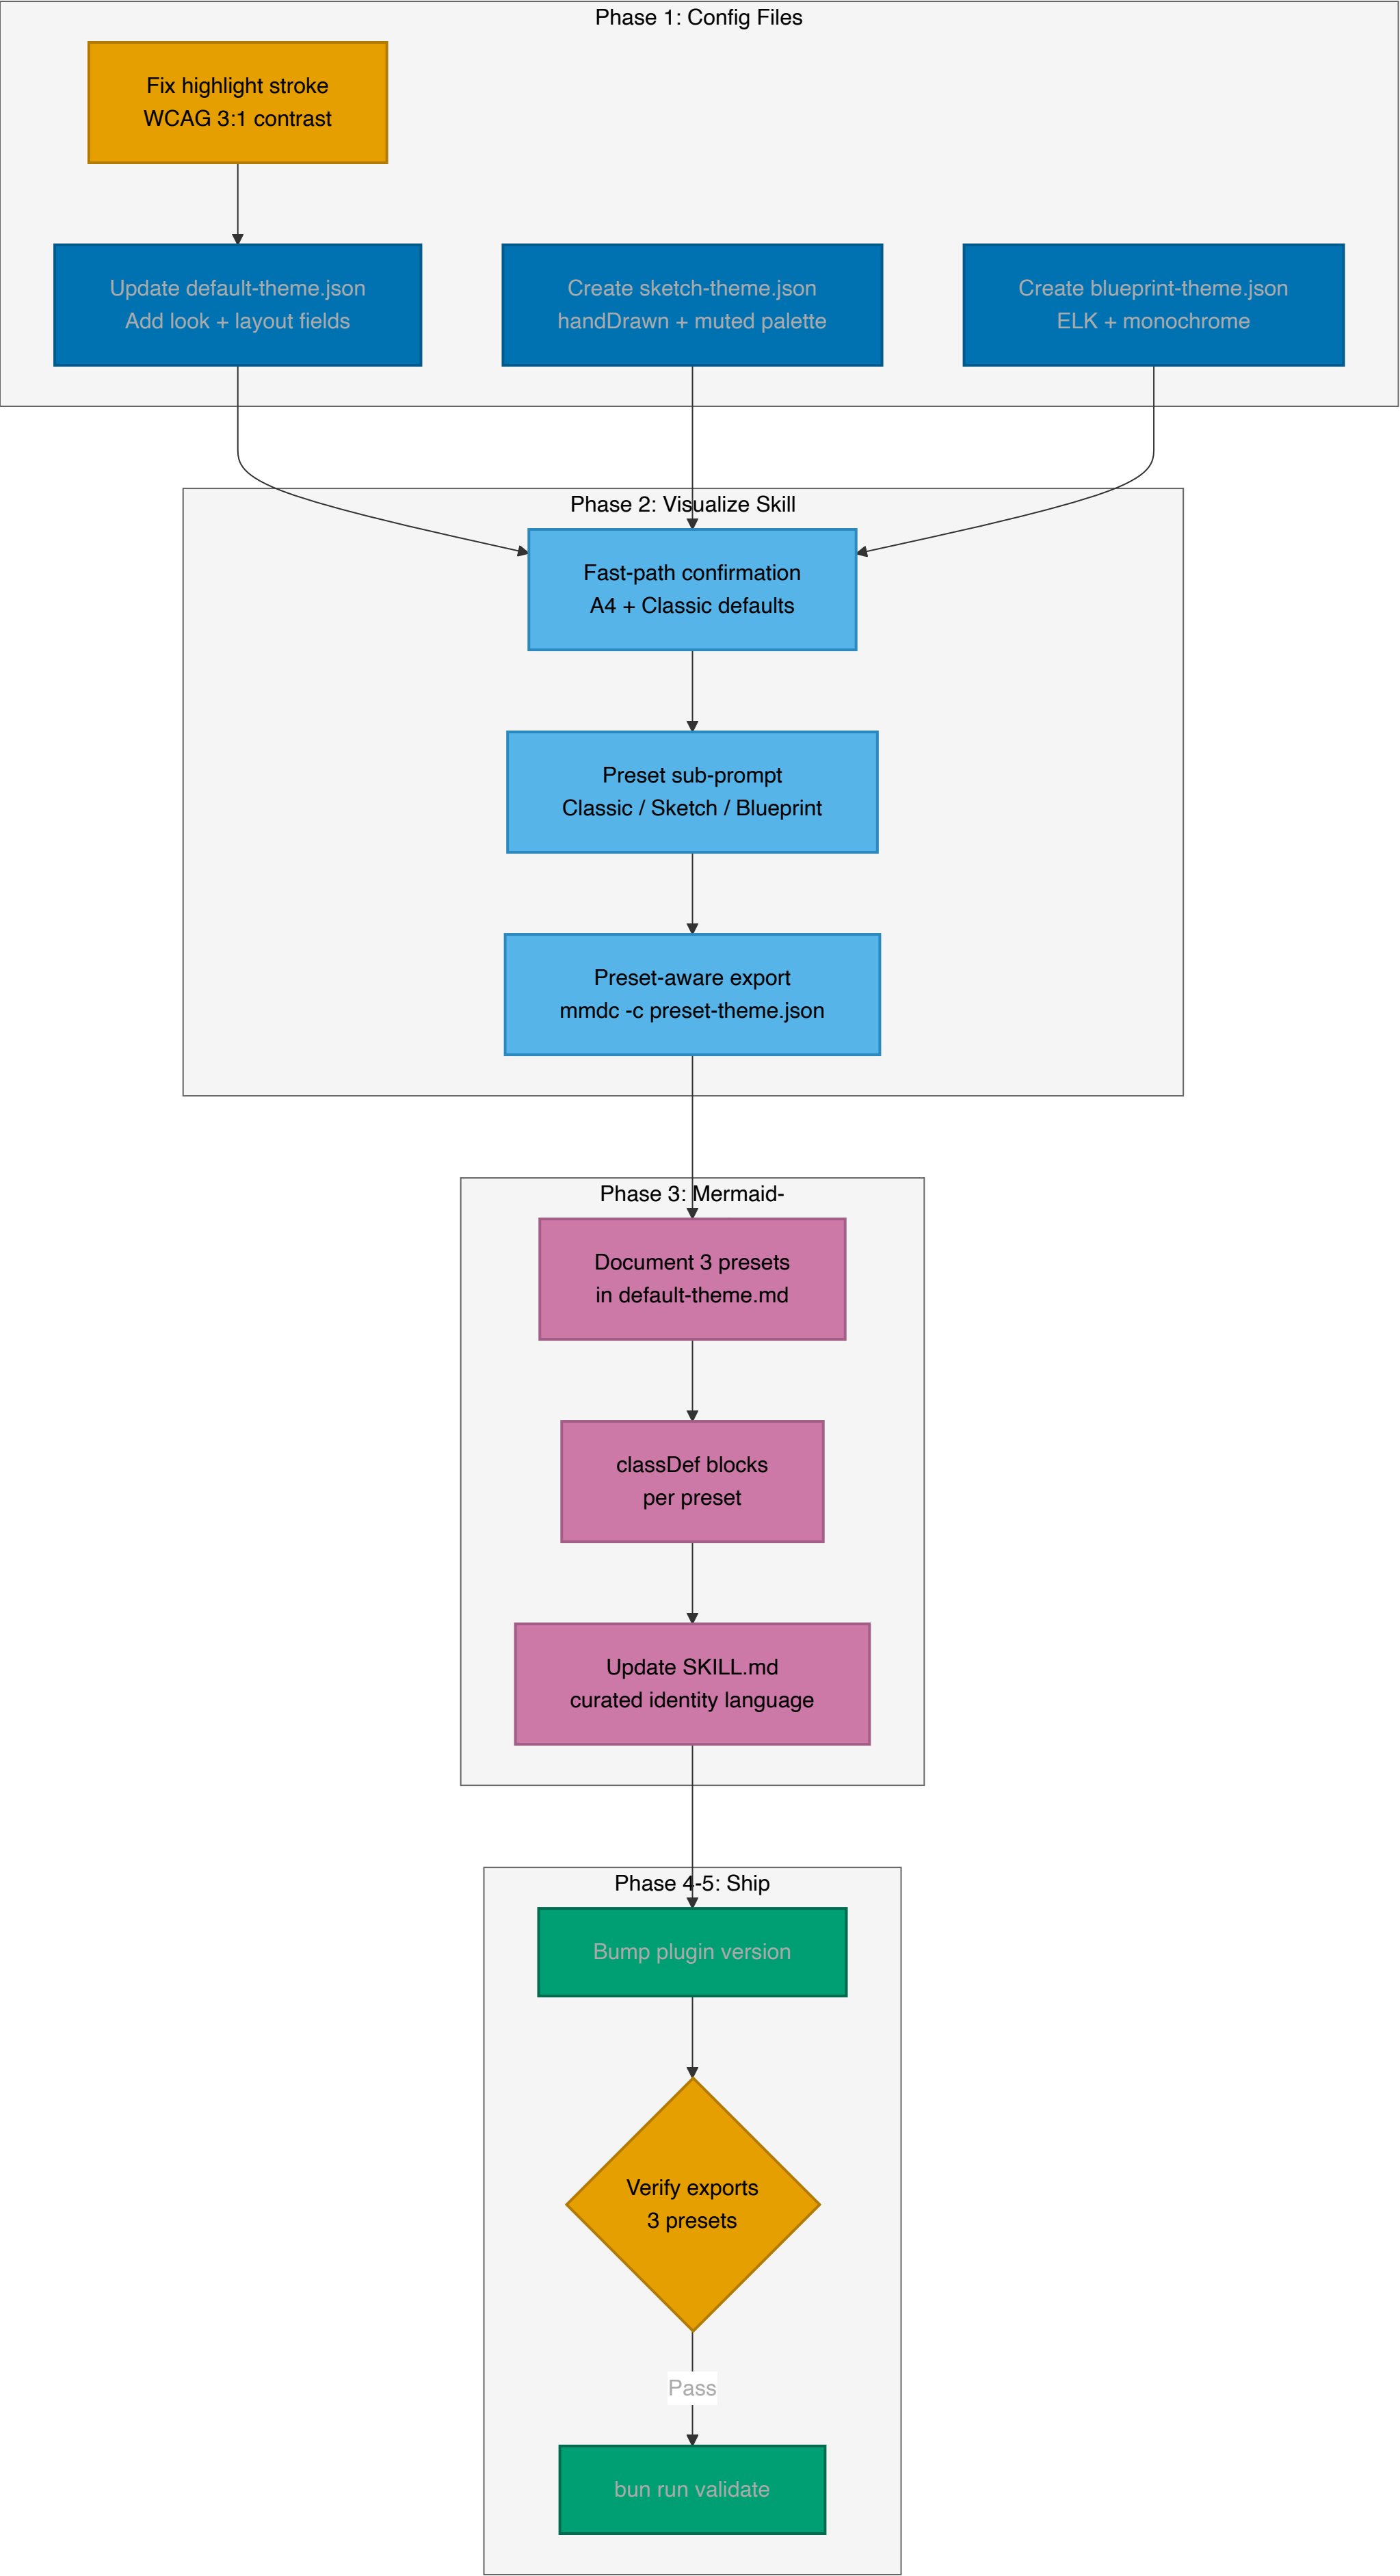 Phase 1: Config Files
Fix highlight stroke
WCAG 3:1 contrast
Update default-theme.json
Add look + layout fields
Create sketch-theme.json
handDrawn + muted palette
Create blueprint-theme.json
ELK + monochrome
Phase 2: Visualize Skill
Fast-path confirmation
A4 + Classic defaults
Preset sub-prompt
Classic / Sketch / Blueprint
Preset-aware export
mmdc -c preset-theme.json
Phase 3: Mermaid-
Document 3 presets
in default-theme.md
classDef blocks
per preset
Update SKILL.md
curated identity language
Phase 4-5: Ship
Bump plugin version
Verify exports
3 presets
Pass
bun run validate